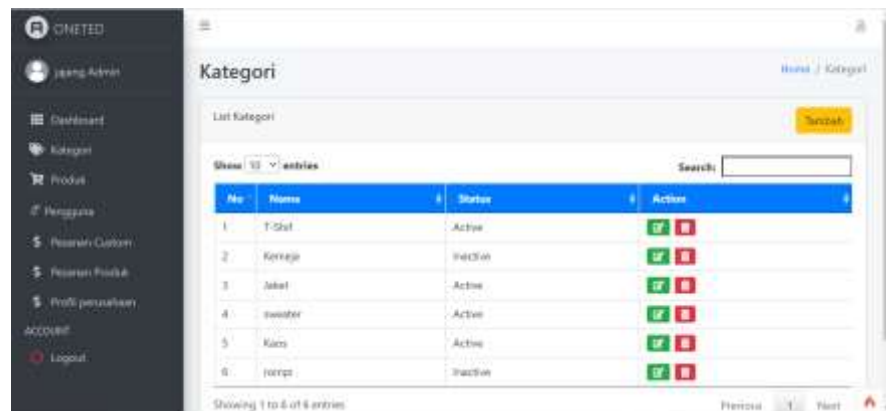 ONETED
jajang Admin
Dashboard
Kategori
Produk
Pengguna
Pesanan Custom
Pesanan Produk
Profil perusahaan
ACCOUNT
Logout
Kategori
Home / Kategori
List Kategori
Tambah
Show 10 entries
Search:
No Nama Status Action
1 Active
2 Kemeja Inactive
3 Jaket Active
4 sweater Active
5 Kaos Active
6 Inactive
Showing 1 to 6 of 6 entries
Previous 1 Next